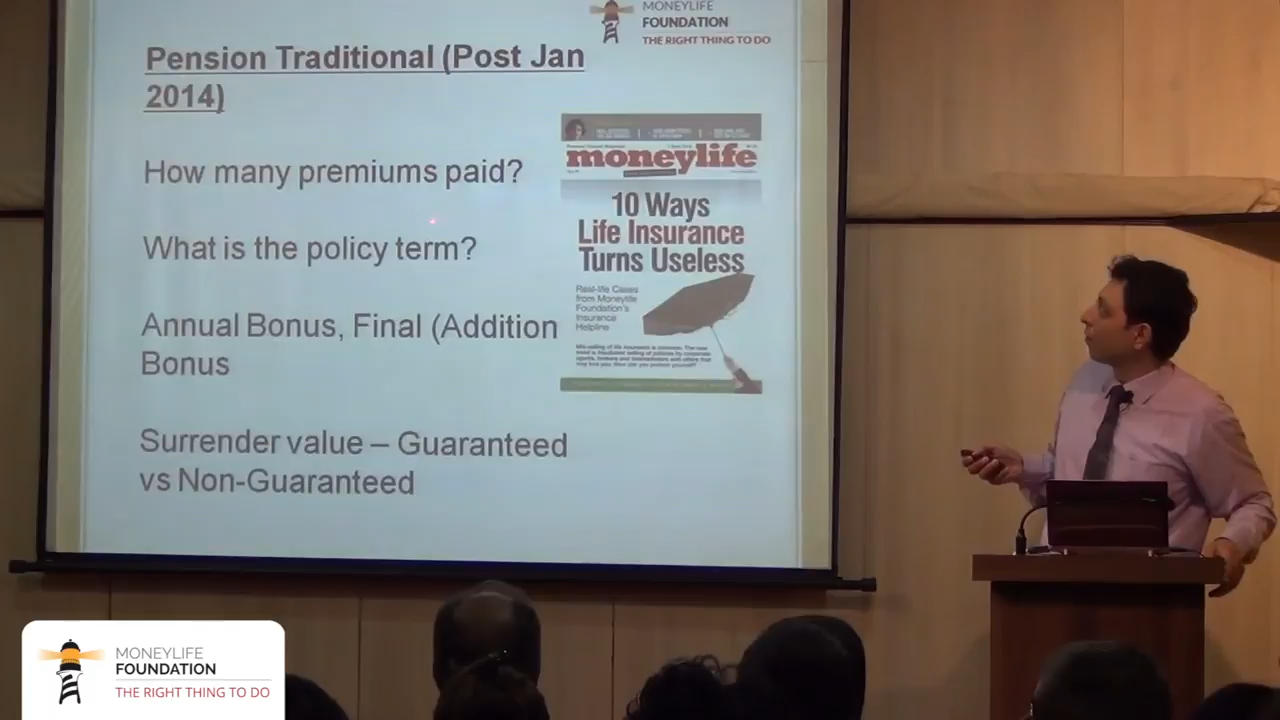 MONEYLIFE
FOUNDATION
THE RIGHT THING TO DO
Pension Traditional (Post Jan
2014)
How many premiums paid?
What is the policy term?
Annual Bonus, Final (Addition
Bonus
Surrender value – Guaranteed
vs Non-Guaranteed
moneylife
10 Ways
Life Insurance
Turns Useless
Real-life Cases
from Moneylife
Foundation's
Insurance
Helpline
MONEYLIFE
FOUNDATION
THE RIGHT THING TO DO